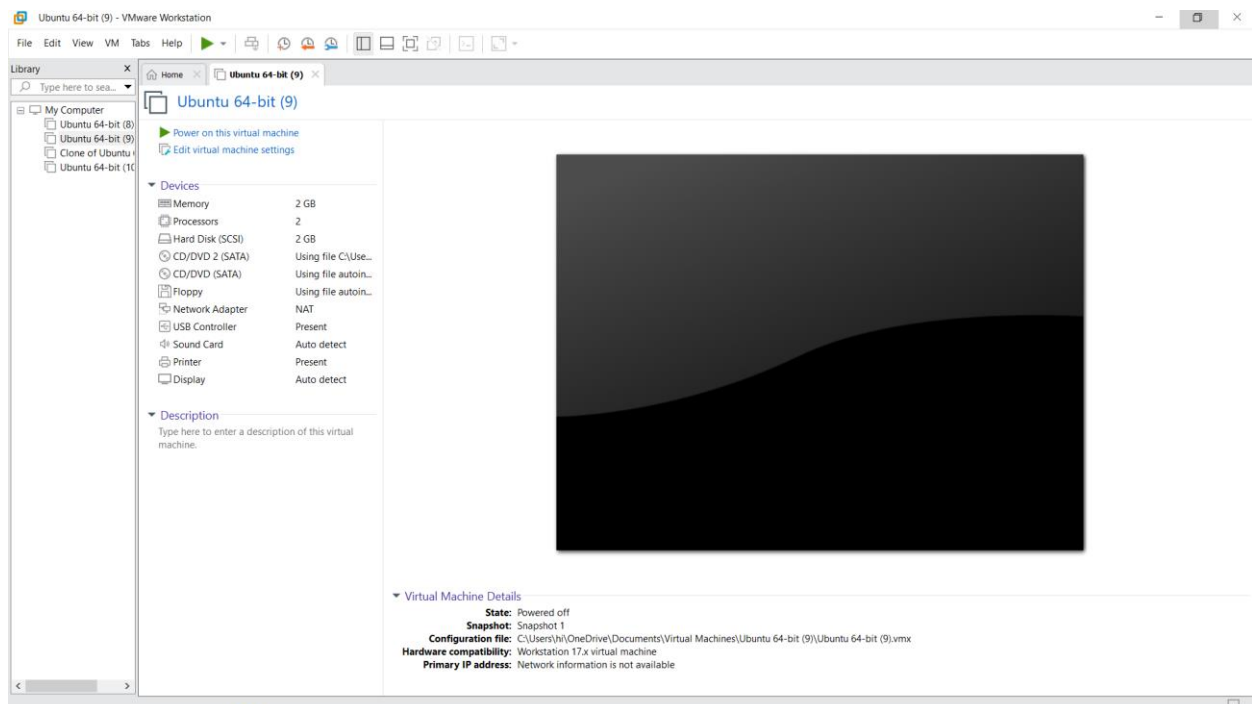 Ubuntu 64-bit (9) - VMware Workstation
File Edit View VM Tabs Help
Library x
Type here to sea...
My Computer
Ubuntu 64-bit (8)
Ubuntu 64-bit (9)
Clone of Ubuntu
Ubuntu 64-bit (1
Home Ubuntu 64-bit (9)
Ubuntu 64-bit (9)
Power on this virtual machine
Edit virtual machine settings
Devices
Memory 2 GB
Processors 2
Hard Disk (SCSI) 2 GB
CD/DVD 2 (SATA) Using file C:\Use...
CD/DVD (SATA) Using file autoin...
Floppy Using file autoin...
Network Adapter NAT
USB Controller Present
Sound Card Auto detect
Printer Present
Display Auto detect
Description
Type here to enter a description of this virtual
machine.
Virtual Machine Details
State: Powered off
Snapshot: Snapshot 1
Configuration file: C:\Users\hi\OneDrive\Documents\Virtual Machines\Ubuntu 64-bit (9)\Ubuntu 64-bit (9).vmx
Hardware compatibility: Workstation 17.x virtual machine
Primary IP address: Network information is not available